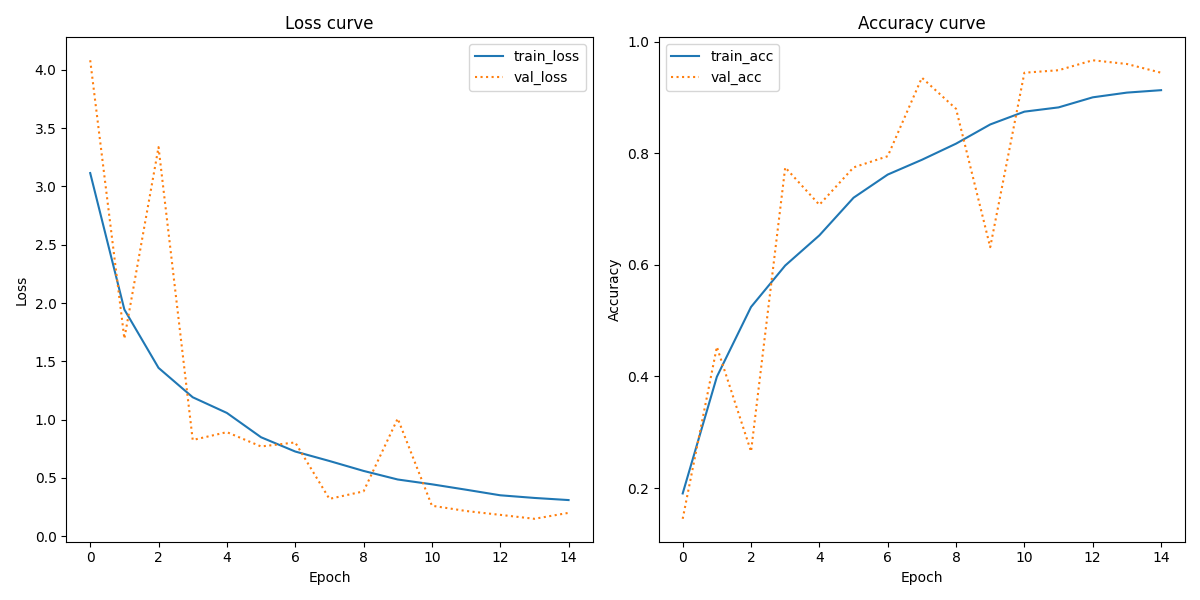 Loss curve
train_loss
val_loss
4.0
3.5
3.0
2.5
2.0
1.5
1.0
0.5
0.0
Loss
0 2 4 6 8 10 12 14
Epoch
Accuracy curve
train_acc
val_acc
1.0
0.8
0.6
0.4
0.2
Accuracy
0 2 4 6 8 10 12 14
Epoch